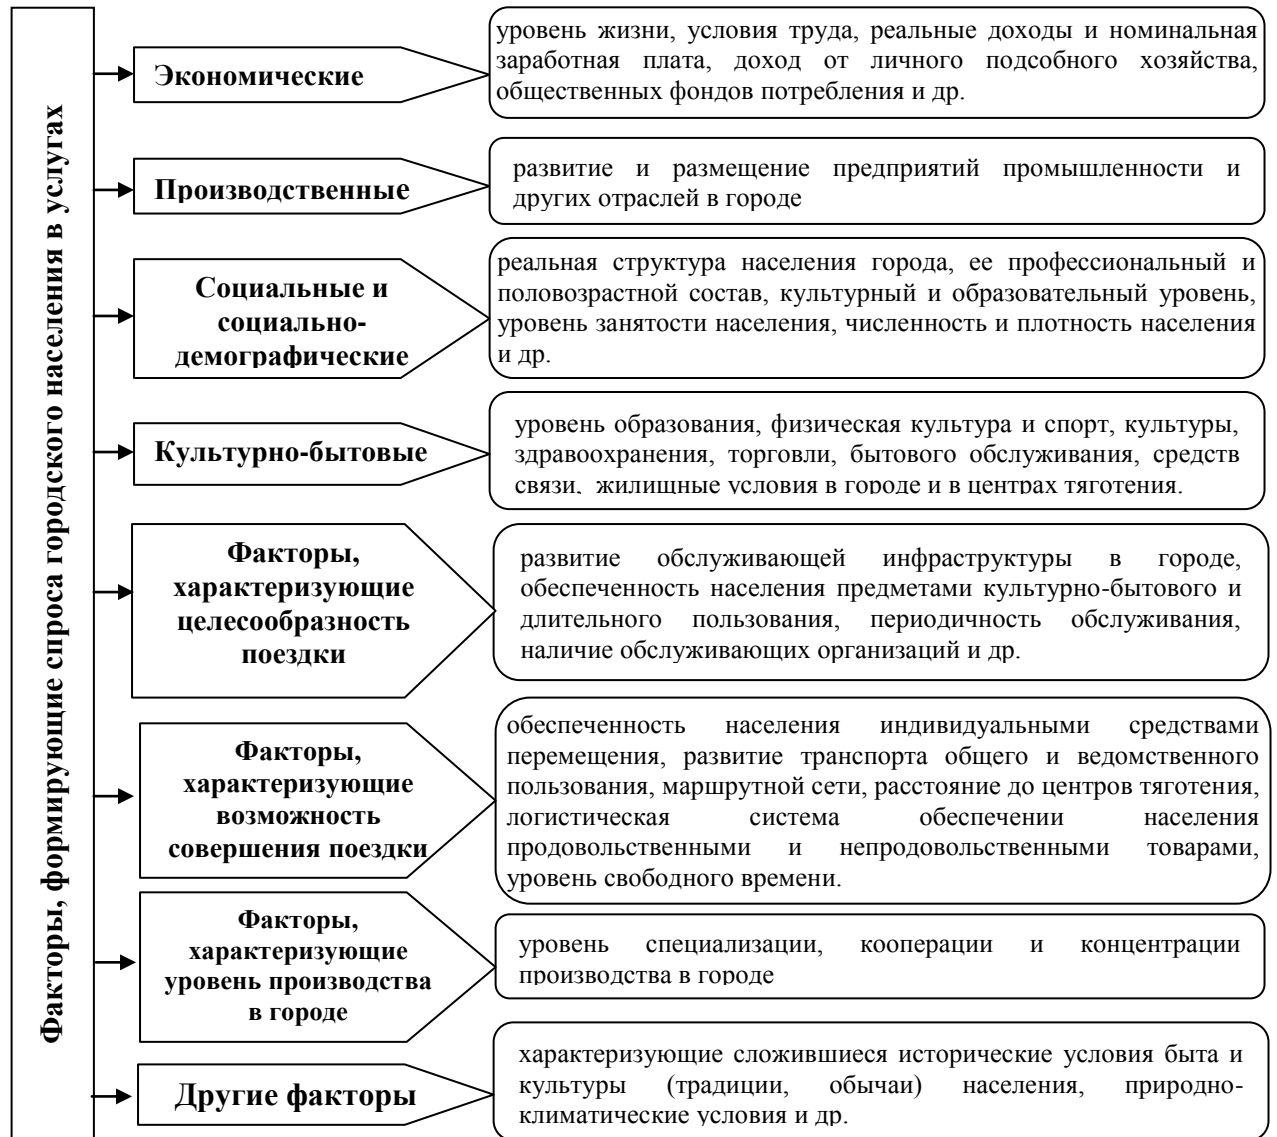 Факторы, формирующие спроса городского населения в услугах
Экономические
уровень жизни, условия труда, реальные доходы и номинальная
заработная плата, доход от личного подсобного хозяйства,
общественных фондов потребления и др.
Производственные
развитие и размещение предприятий промышленности и
других отраслей в городе
Социальные и
социально-
демографические
реальная структура населения города, ее профессиональный и
половозрастной состав, культурный и образовательный уровень,
уровень занятости населения, численность и плотность населения
и др.
Культурно-бытовые
уровень образования, физическая культура и спорт, культуры,
здравоохранения, торговли, бытового обслуживания, средств
связи, жилищные условия в городе и в центрах тяготения.
Факторы,
характеризующие
целесообразность
поездки
развитие обслуживающей инфраструктуры в городе,
обеспеченность населения предметами культурно-бытового и
длительного пользования, периодичность обслуживания,
наличие обслуживающих организаций и др.
Факторы,
характеризующие
возможность
совершения поездки
обеспеченность населения индивидуальными средствами
перемещения, развитие транспорта общего и ведомственного
пользования, маршрутной сети, расстояние до центров тяготения,
логистическая система обеспечении населения
продовольственными и непродовольственными товарами,
уровень свободного времени.
Факторы,
характеризующие
уровень производства
в городе
уровень специализации, кооперации и концентрации
производства в городе
Другие факторы
характеризующие сложившиеся исторические условия быта и
культуры (традиции, обычаи) населения, природно-
климатические условия и др.